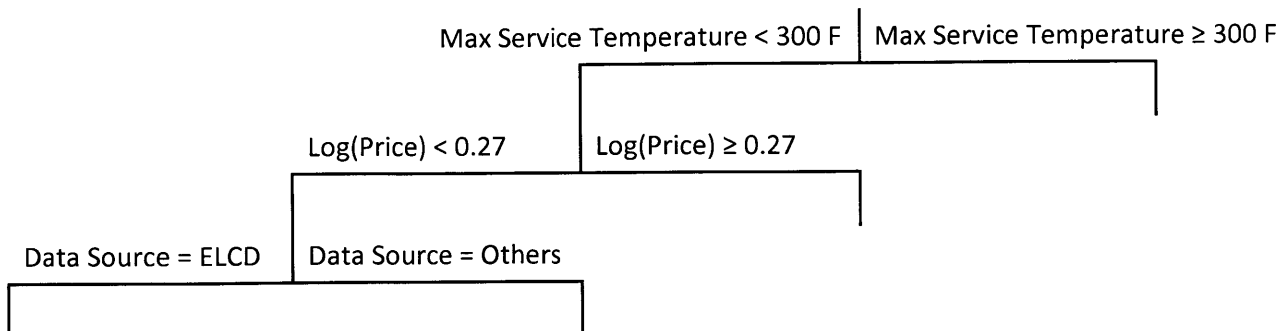 Max Service Temperature < 300 F
Max Service Temperature ≥ 300 F
Log(Price) < 0.27
Log(Price) ≥ 0.27
Data Source = ELCD
Data Source = Others